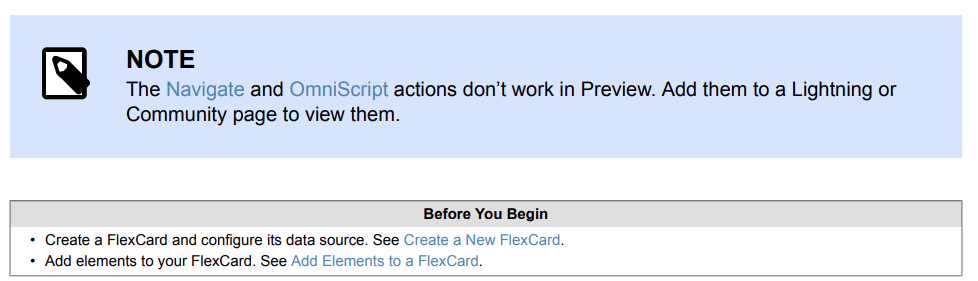 NOTE
The Navigate and OmniScript actions don’t work in Preview. Add them to a Lightning or
Community page to view them.
Before You Begin
• Create a FlexCard and configure its data source. See Create a New FlexCard.
• Add elements to your FlexCard. See Add Elements to a FlexCard.